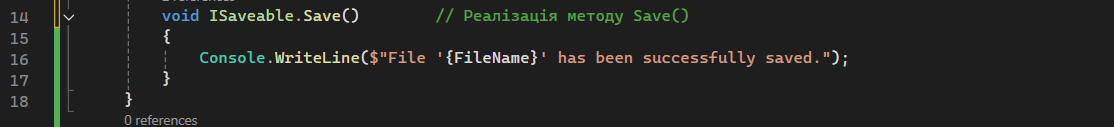 14 void ISaveable.Save() // Реалізація методу Save()
15 {
16 Console.WriteLine($"File '{FileName}' has been successfully saved.");
17 }
18 }
0 references